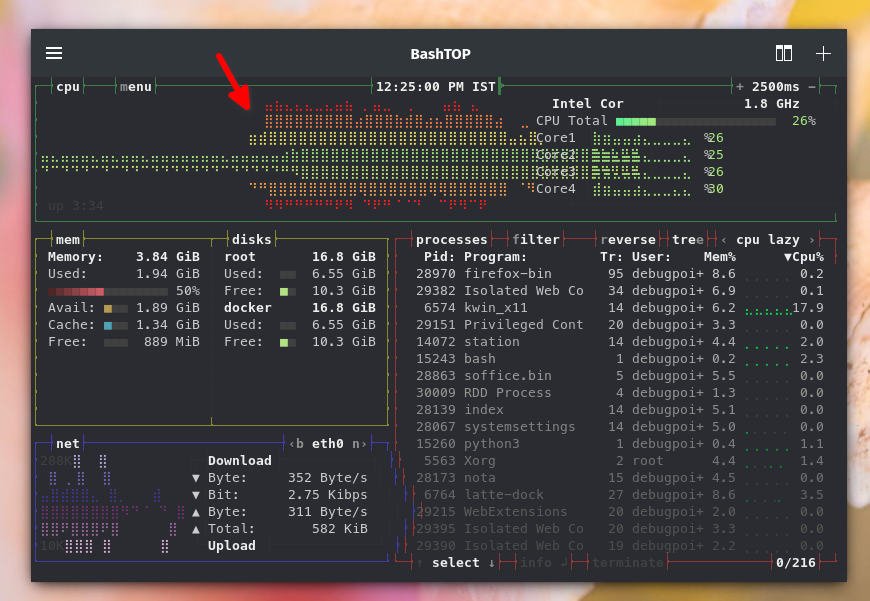 BashTOP
cpu menu 12:25:00 PM IST + 2500ms −
Intel Cor 1.8 GHz
CPU Total 26%
Core1 %26
Core2 %25
Core3 %26
Core4 %30
up 3:34
mem
Memory: 3.84 GiB
Used: 1.94 GiB
50%
Avail: 1.89 GiB
Cache: 1.34 GiB
Free: 889 MiB
disks
root 16.8 GiB
Used: 6.55 GiB
Free: 10.3 GiB
docker 16.8 GiB
Used: 6.55 GiB
Free: 10.3 GiB
net ‹b eth0 n›
288K
Download
▼ Byte: 352 Byte/s
▼ Bit: 2.75 Kibps
▲ Byte: 311 Byte/s
▲ Total: 582 KiB
10K
Upload
processes filter reverse tree ‹ cpu lazy ›
Pid: Program: Tr: User: Mem% ▼Cpu%
28970 firefox-bin 95 debugpoi+ 8.6 0.2
29382 Isolated Web Co 34 debugpoi+ 6.9 0.1
6574 kwin_x11 14 debugpoi+ 6.2 17.9
29151 Privileged Cont 20 debugpoi+ 3.3 0.0
14072 station 14 debugpoi+ 4.4 2.0
15243 bash 1 debugpoi+ 0.2 2.3
28863 soffice.bin 5 debugpoi+ 5.5 0.0
30009 RDD Process 4 debugpoi+ 1.3 0.0
28139 index 14 debugpoi+ 5.1 0.0
28067 systemsettings 14 debugpoi+ 5.0 0.0
15260 python3 1 debugpoi+ 0.4 1.1
5563 Xorg 2 root 4.4 1.4
28173 nota 15 debugpoi+ 4.5 0.0
6764 latte-dock 27 debugpoi+ 8.6 3.5
29215 WebExtensions 20 debugpoi+ 2.0 0.0
29395 Isolated Web Co 20 debugpoi+ 3.3 0.0
29390 Isolated Web Co 19 debugpoi+ 2.2 0.0
↑ select ↓ info ↲ terminate 0/216